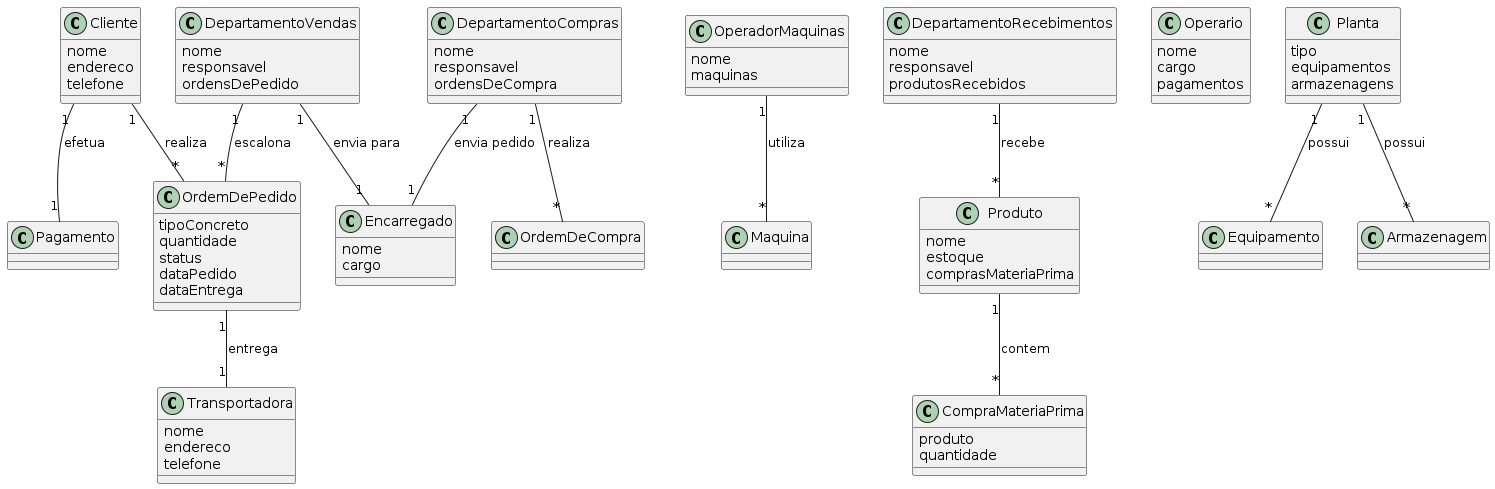 C Cliente
nome
endereco
telefone
C DepartamentoVendas
nome
responsavel
ordensDePedido
C DepartamentoCompras
nome
responsavel
ordensDeCompra
C OperadorMaquinas
nome
maquinas
C DepartamentoRecebimentos
nome
responsavel
produtosRecebidos
C Operario
nome
cargo
pagamentos
C Planta
tipo
equipamentos
armazenagens
1 1 1 1 1 1 1 1 1 1
efetua
realiza
escalona
envia para
envia pedido
realiza
utiliza
recebe
possui
possui
1 * * 1 1 * * * * *
C Pagamento
C OrdemDePedido
tipoConcreto
quantidade
status
dataPedido
dataEntrega
C Encarregado
nome
cargo
C OrdemDeCompra
C Maquina
C Produto
nome
estoque
comprasMateriaPrima
C Equipamento
C Armazenagem
1
entrega
1
1
contem
*
C Transportadora
nome
endereco
telefone
C CompraMateriaPrima
produto
quantidade